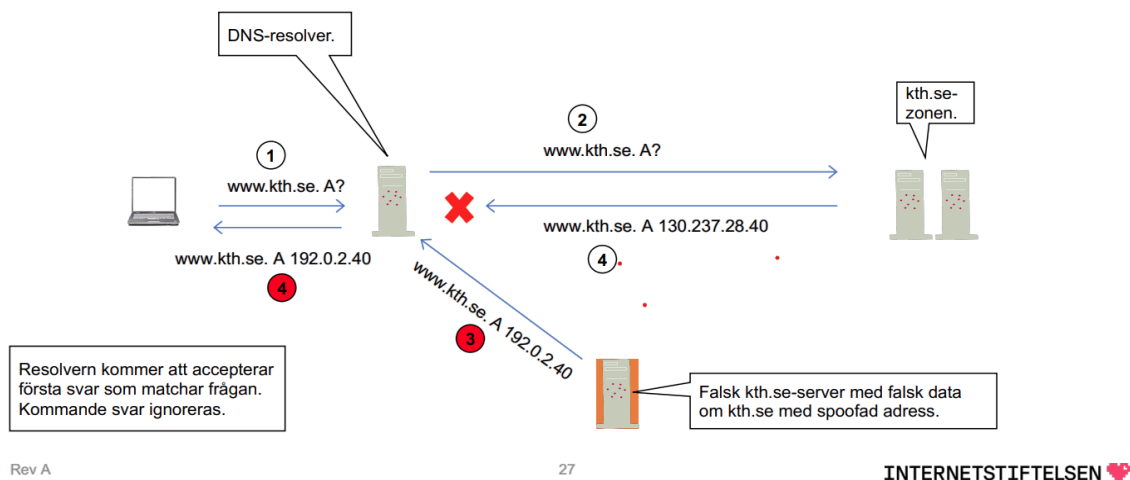 DNS-resolver.
kth.se-
zonen.
2
www.kth.se. A?
1
www.kth.se. A?
www.kth.se. A 130.237.28.40
4
www.kth.se. A 192.0.2.40
4
www.kth.se. A 192.0.2.40
3
Resolvern kommer att accepterar
första svar som matchar frågan.
Kommande svar ignoreras.
Falsk kth.se-server med falsk data
om kth.se med spoofad adress.
Rev A
27
INTERNETSTIFTELSEN